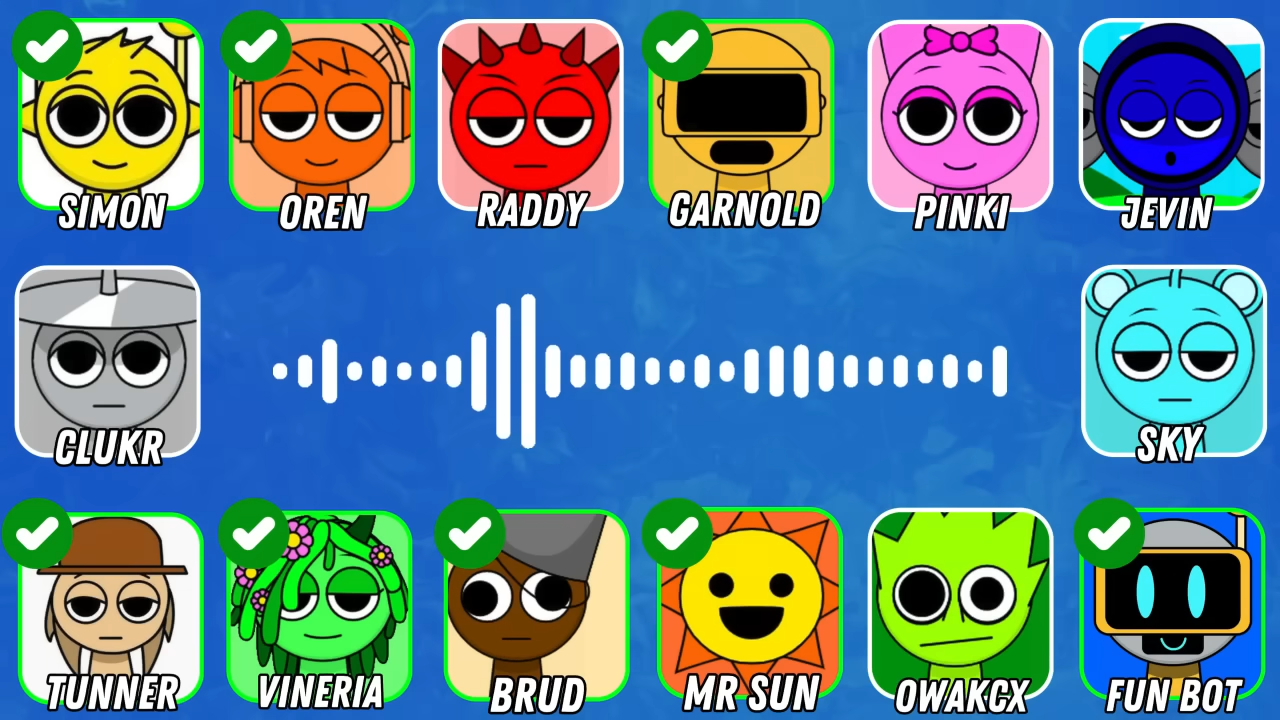 SIMON
OREN
RADDY
GARNOLD
PINKI
JEVIN
CLUKR
SKY
TUNNER
VINERIA
BRUD
MR SUN
OWAKCX
FUN BOT